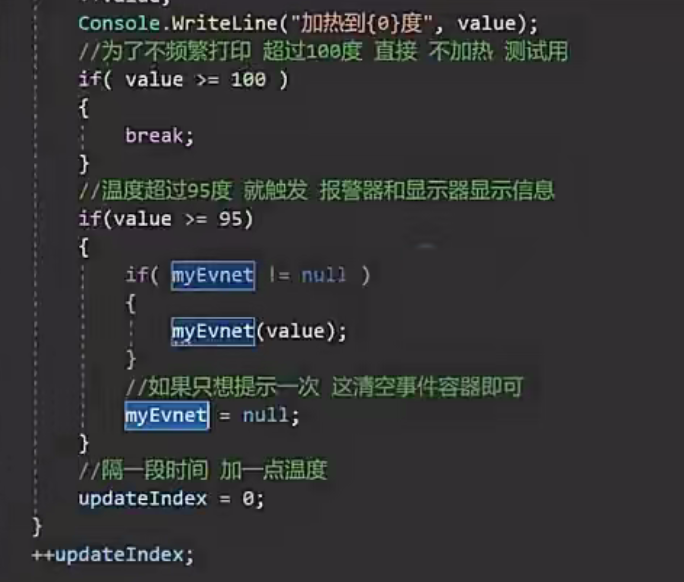 Console.WriteLine("加热到{0}度", value);
//为了不频繁打印 超过100度 直接 不加热 测试用
if( value >= 100 )
{
break;
}
//温度超过95度 就触发 报警器和显示器显示信息
if(value >= 95)
{
if( myEvnet != null )
{
myEvnet(value);
}
//如果只想提示一次 这清空事件容器即可
myEvnet = null;
}
//隔一段时间 加一点温度
updateIndex = 0;
}
++updateIndex;